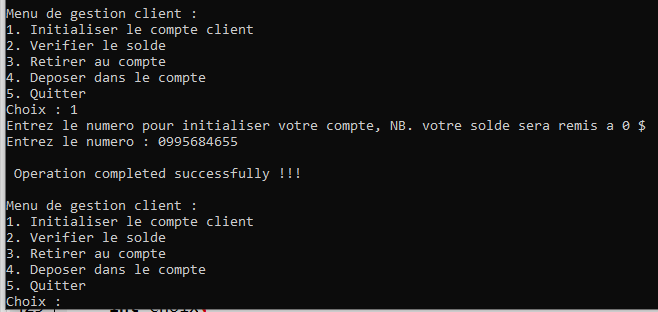 Menu de gestion client :
1. Initialiser le compte client
2. Verifier le solde
3. Retirer au compte
4. Deposer dans le compte
5. Quitter
Choix : 1
Entrez le numero pour initialiser votre compte, NB. votre solde sera remis a 0 $
Entrez le numero : 0995684655
Operation completed successfully !!!
Menu de gestion client :
1. Initialiser le compte client
2. Verifier le solde
3. Retirer au compte
4. Deposer dans le compte
5. Quitter
Choix :